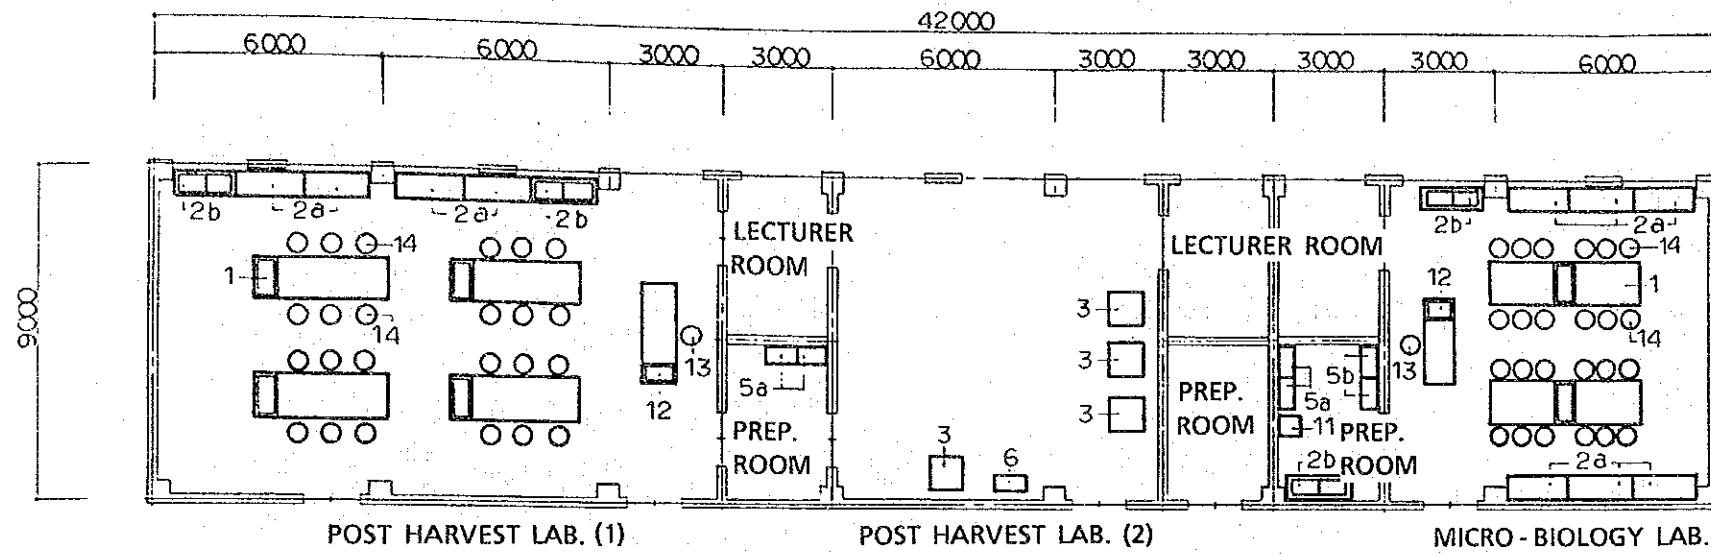 42000
6000 6000 3000 3000 6000 3000 3000 3000 3000 6000
9000
2b 2a 2a 2b 2b 2a
14 14
LECTURER
ROOM
LECTURER ROOM
1 12 1
3
14 13 13 14
3
5a 5a 5b
12
3
PREP.
ROOM
11
PREP.
ROOM
PREP.
ROOM
3 6 2b 2a
POST HARVEST LAB. (1) POST HARVEST LAB. (2) MICRO-BIOLOGY LAB.